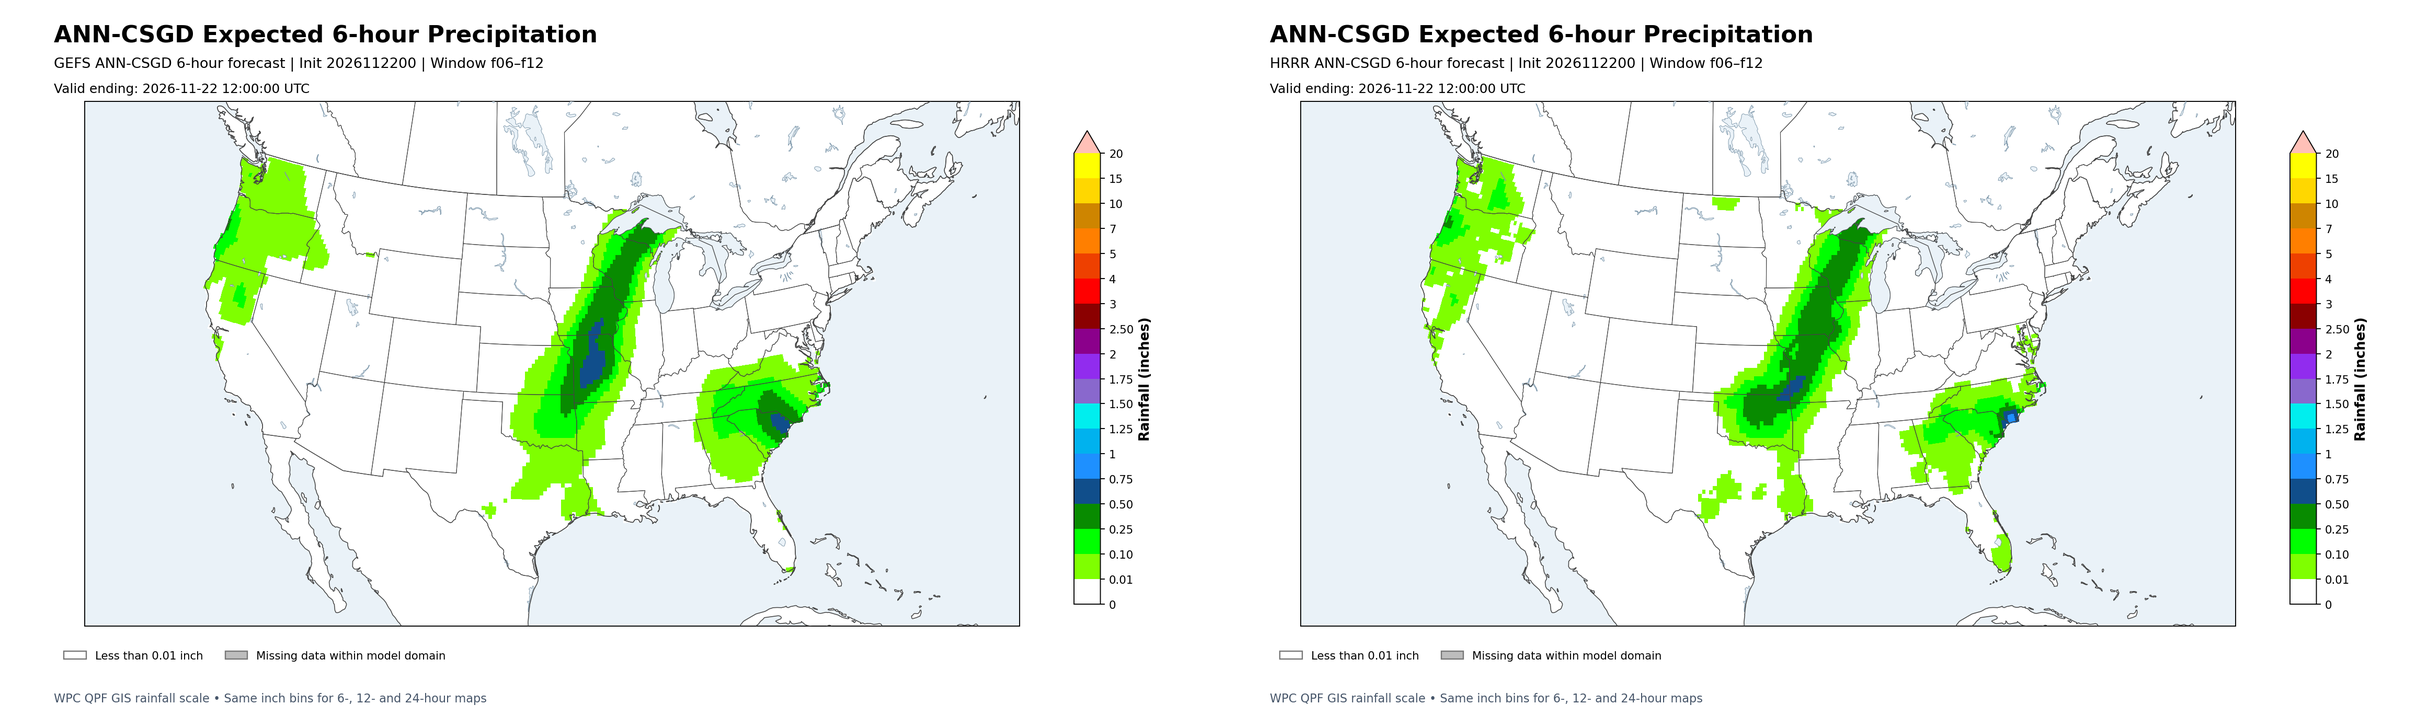 ANN-CSGD Expected 6-hour Precipitation
GEFS ANN-CSGD 6-hour forecast | Init 2026112200 | Window f06–f12
Valid ending: 2026-11-22 12:00:00 UTC
20
15
10
7
5
4
3
2.50
2
1.75
1.50
1.25
1
0.75
0.50
0.25
0.10
0.01
0
Rainfall (inches)
Less than 0.01 inch
Missing data within model domain
WPC QPF GIS rainfall scale • Same inch bins for 6-, 12- and 24-hour maps
ANN-CSGD Expected 6-hour Precipitation
HRRR ANN-CSGD 6-hour forecast | Init 2026112200 | Window f06–f12
Valid ending: 2026-11-22 12:00:00 UTC
20
15
10
7
5
4
3
2.50
2
1.75
1.50
1.25
1
0.75
0.50
0.25
0.10
0.01
0
Rainfall (inches)
Less than 0.01 inch
Missing data within model domain
WPC QPF GIS rainfall scale • Same inch bins for 6-, 12- and 24-hour maps